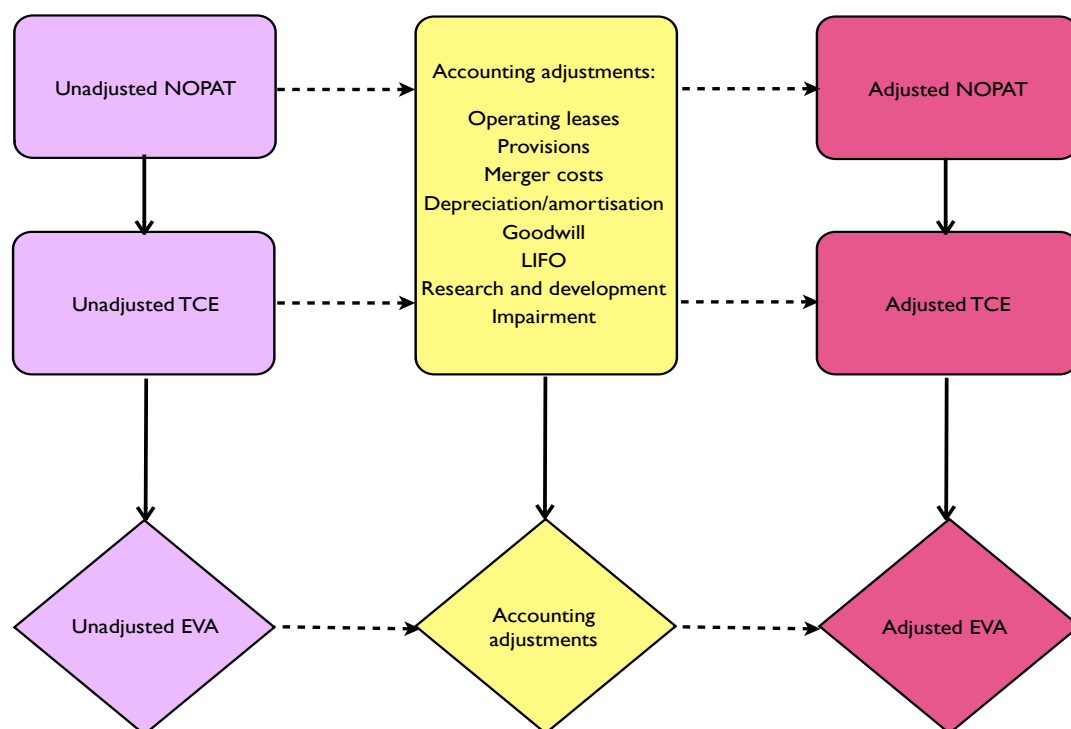 Unadjusted NOPAT
Accounting adjustments:
Operating leases
Provisions
Merger costs
Depreciation/amortisation
Goodwill
LIFO
Research and development
Impairment
Adjusted NOPAT
Unadjusted TCE
Adjusted TCE
Unadjusted EVA
Accounting
adjustments
Adjusted EVA